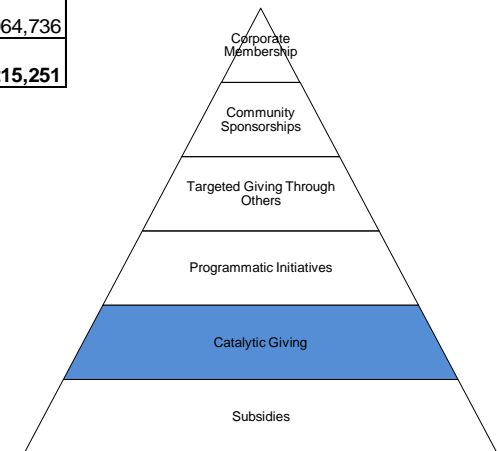 64,736
15,251
Corporate
Membership
Community
Sponsorships
Targeted Giving Through
Others
Programmatic Initiatives
Catalytic Giving
Subsidies